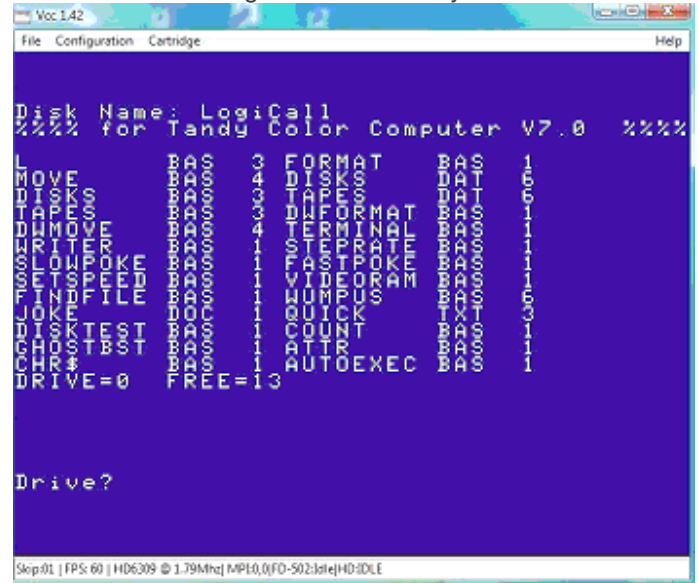 Vcc 1.42
File Configuration Cartridge Help
Disk Name: LogiCall
%%%% for Tandy Color Computer V7.0 %%%%
L BAS 3 FORMAT BAS 1
MOVE BAS 4 DISKS DAT 6
DISKS BAS 3 TAPES DAT 6
TAPES BAS 3 DWFORMAT BAS 1
DWMOVE BAS 4 TERMINAL BAS 1
WRITER BAS 1 STEPRATE BAS 1
SLOWPOKE BAS 1 FASTPOKE BAS 1
SETSPEED BAS 1 VIDEORAM BAS 1
FINDFILE BAS 1 WUMPUS BAS 6
JOKE DOC 1 QUICK TXT 3
DISKTEST BAS 1 COUNT BAS 1
GHOSTBST BAS 1 ATTR BAS 1
CHR$ BAS 1 AUTOEXEC BAS 1
DRIVE=0 FREE=13
Drive?
Skip:01 | FPS: 60 | HD6309 @ 1.79Mhz| MPI:0,0|FD-502:Idle|HD:IDLE